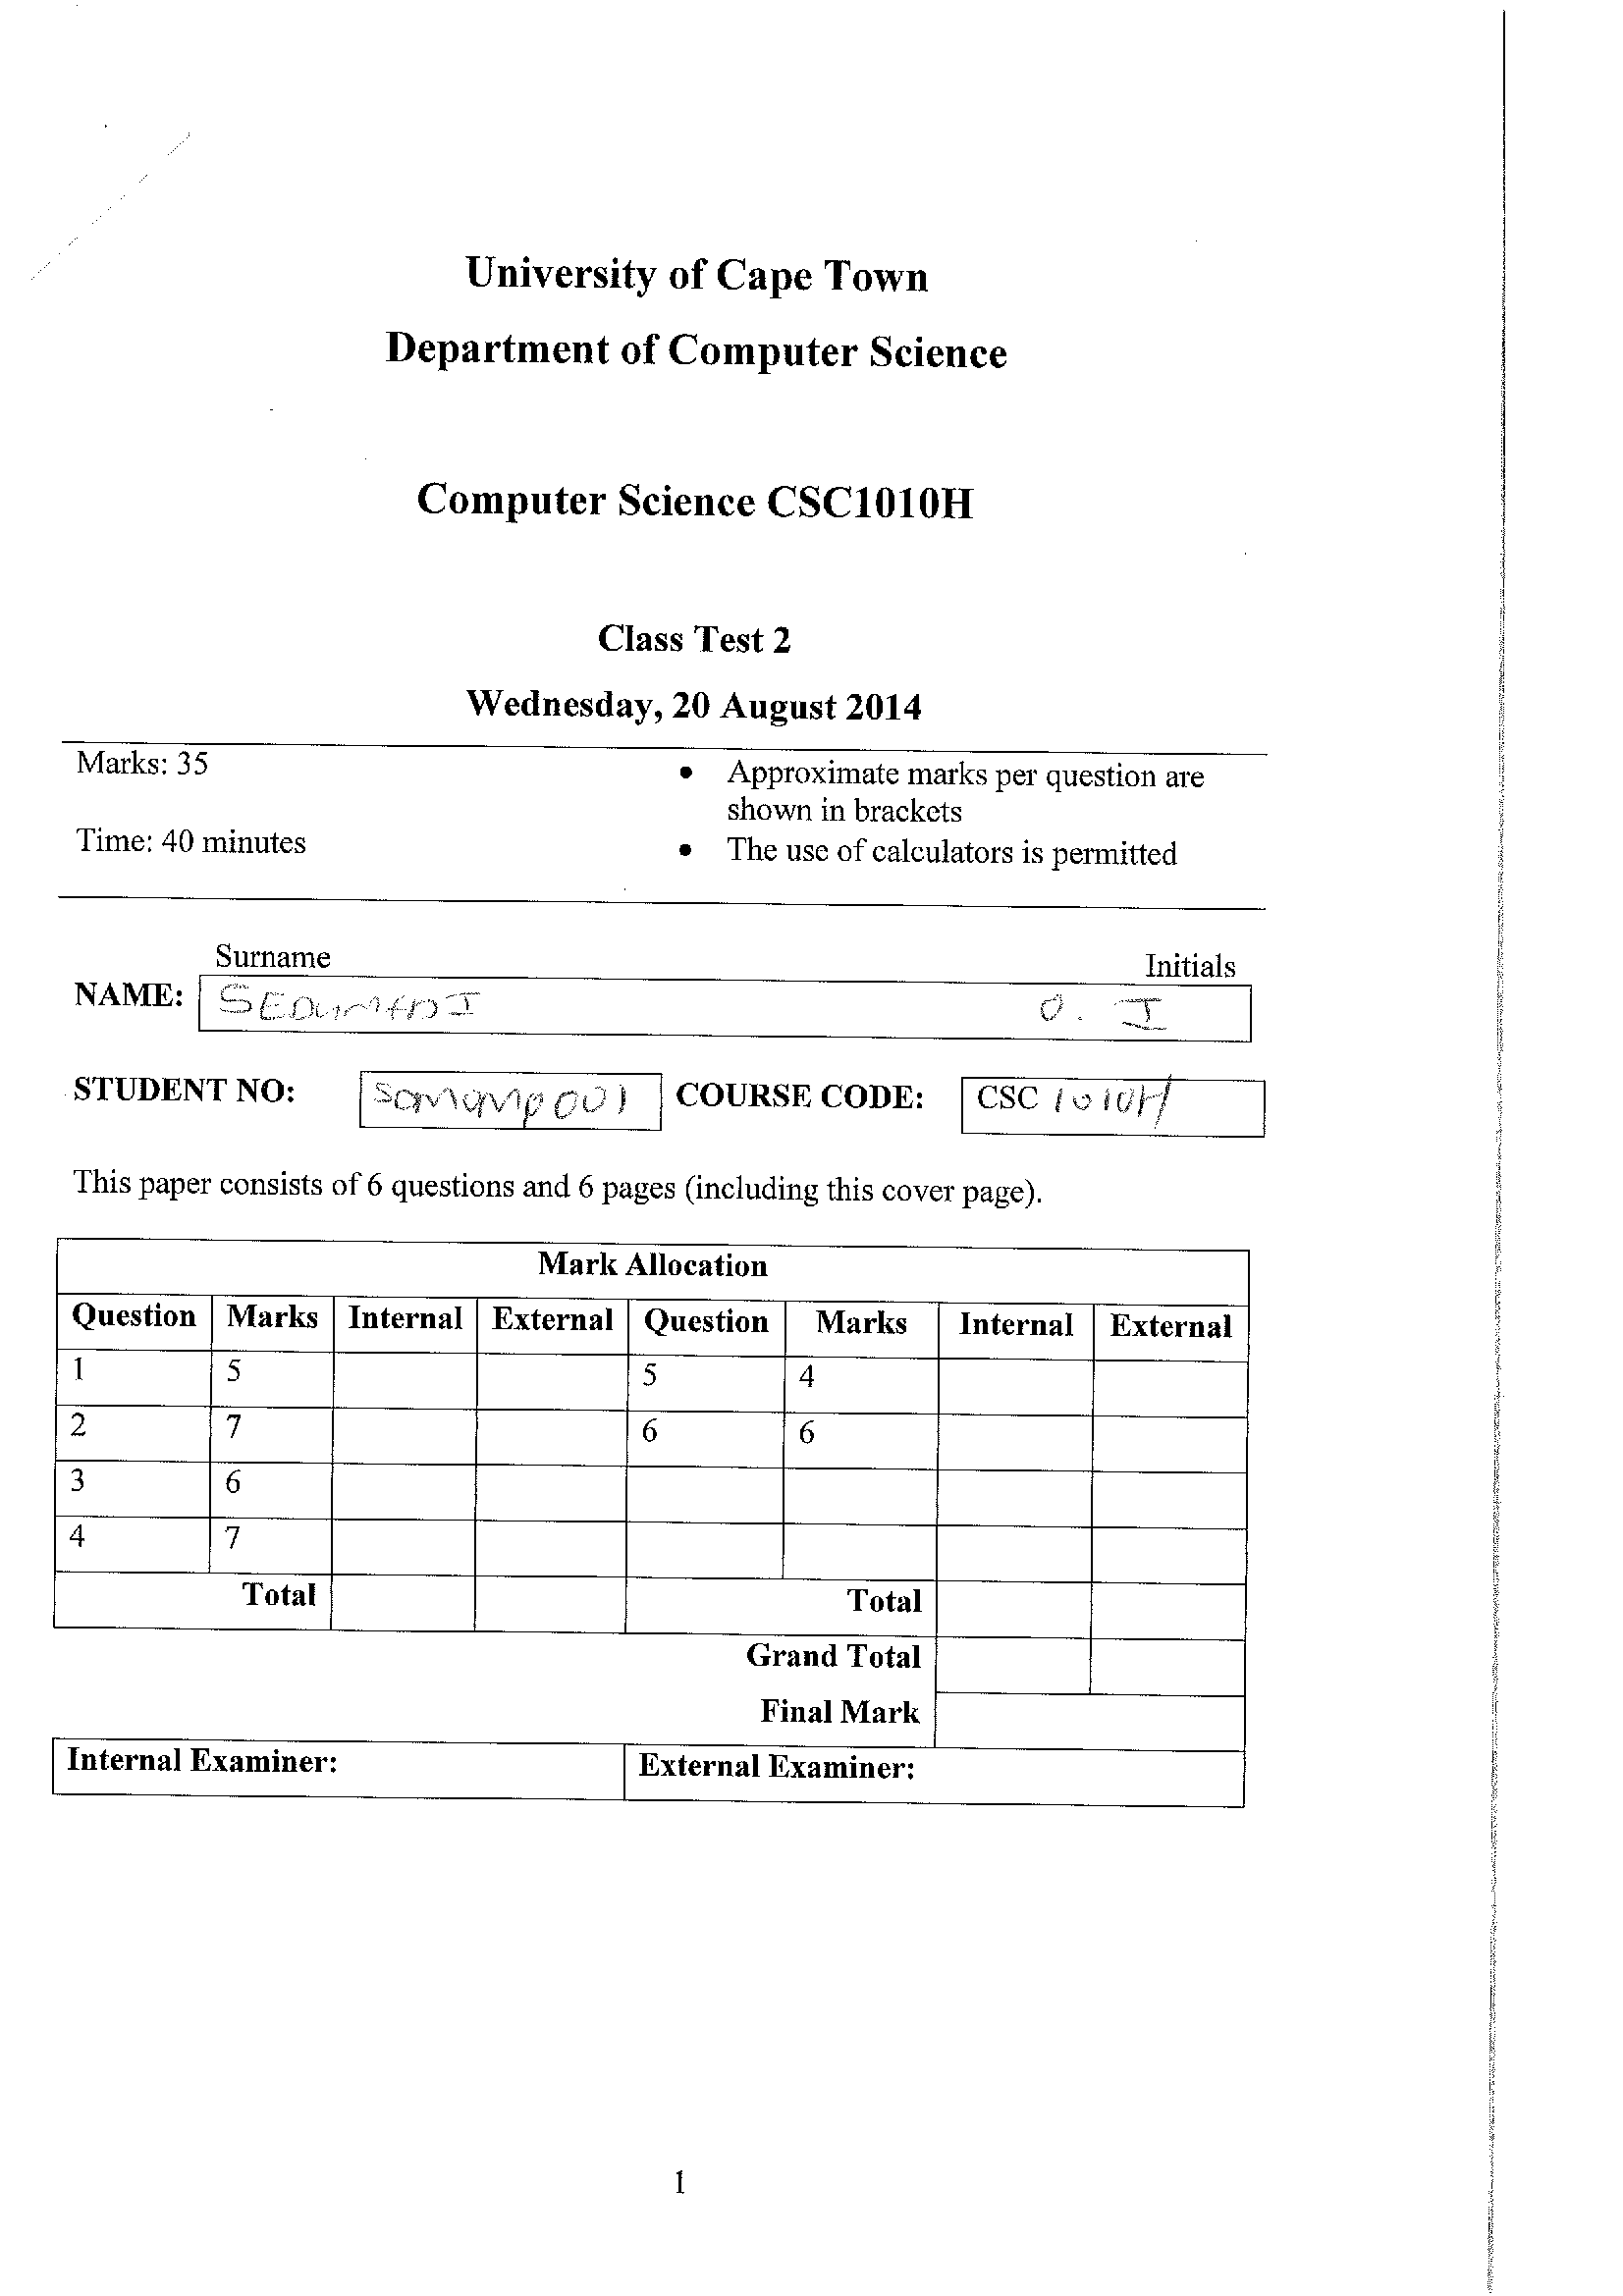 University of Cape Town
Department of Computer Science
Computer Science CSC1010H
Class Test 2
Wednesday, 20 August 2014
Marks: 35
Time: 40 minutes
• Approximate marks per question are
shown in brackets
• The use of calculators is permitted
Surname Initials
NAME: O. I
STUDENT NO: COURSE CODE: CSC 1010H
This paper consists of 6 questions and 6 pages (including this cover page).
Mark Allocation
Question Marks Internal External Question Marks Internal External
1 5 5 4
2 7 6 6
3 6
4 7
Total Total
Grand Total
Final Mark
Internal Examiner: External Examiner:
1